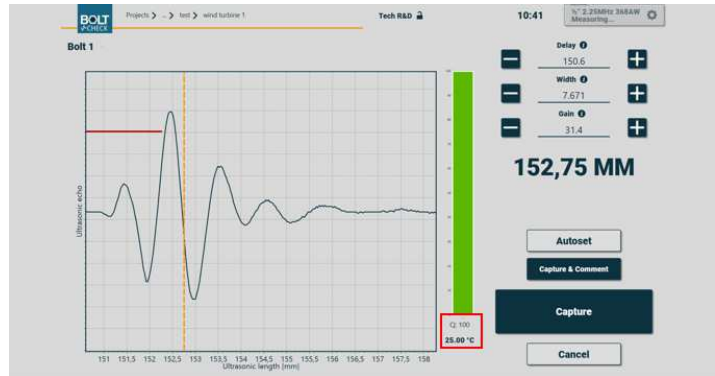 BOLT
CHECK
Projects > .. > test > wind turbine 1
Tech R&D
10:41
½" 2.25MHz 368AW
Measuring...
Bolt 1
Delay
150.6
Width
7.671
Gain
31.4
152,75 MM
Ultrasonic echo
Autoset
Capture & Comment
Capture
Cancel
Q: 100
25.00 °C
151 151,5 152 152,5 153 153,5 154 154,5 155 155,5 156 156,5 157 157,5 158
Ultrasonic length [mm]